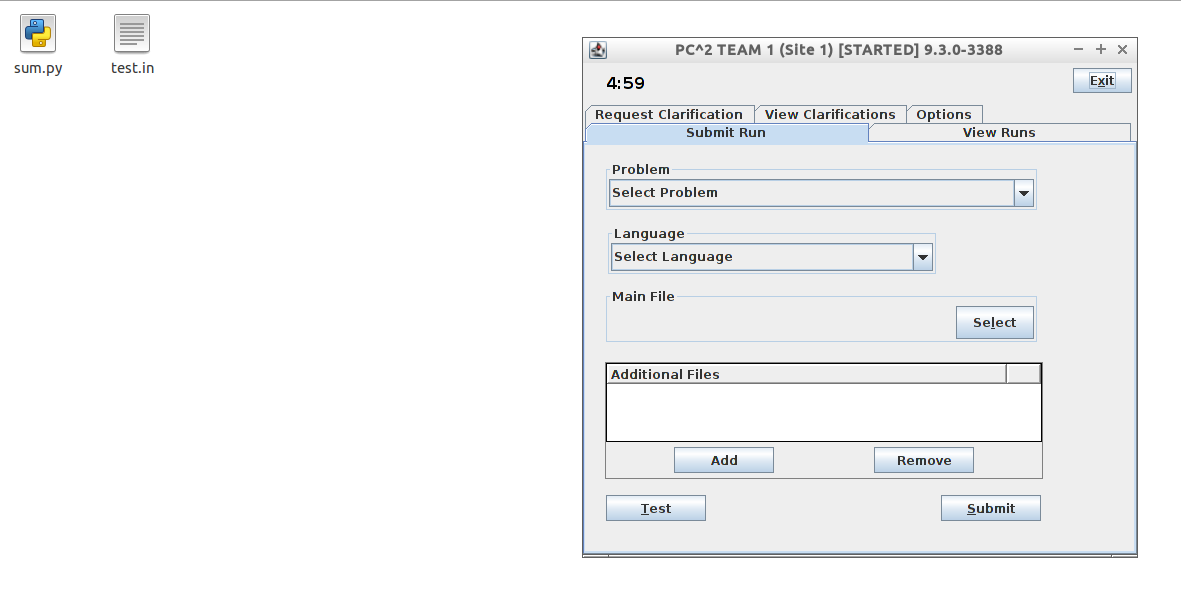 sum.py
test.in
PC^2 TEAM 1 (Site 1) [STARTED] 9.3.0-3388
4:59
Exit
Request Clarification View Clarifications Options
Submit Run View Runs
Problem
Select Problem
Language
Select Language
Main File
Select
Additional Files
Add Remove
Test Submit